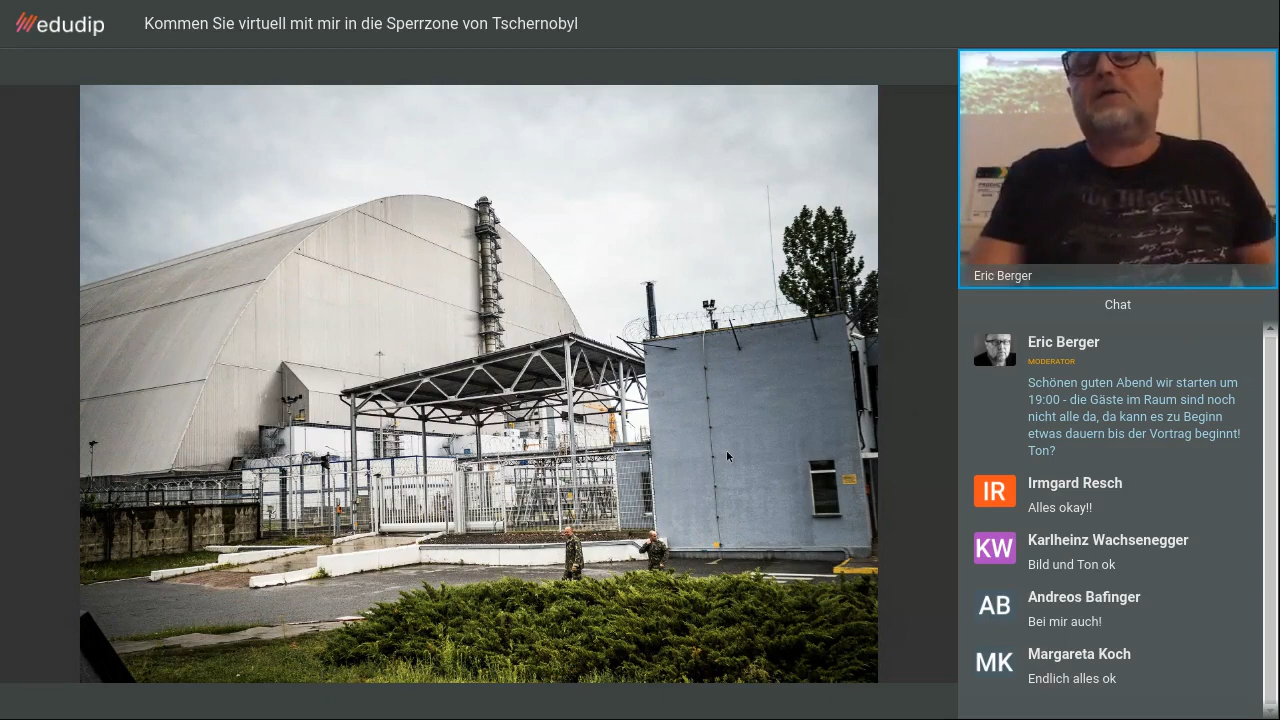 edudip
Kommen Sie virtuell mit mir in die Sperrzone von Tschernobyl
Eric Berger
Chat
Eric Berger
MODERATOR
Schönen guten Abend wir starten um
19:00 - die Gäste im Raum sind noch
nicht alle da, da kann es zu Beginn
etwas dauern bis der Vortrag beginnt!
Ton?
IR
Irmgard Resch
Alles okay!!
KW
Karlheinz Wachsenegger
Bild und Ton ok
AB
Andreos Bafinger
Bei mir auch!
MK
Margareta Koch
Endlich alles ok